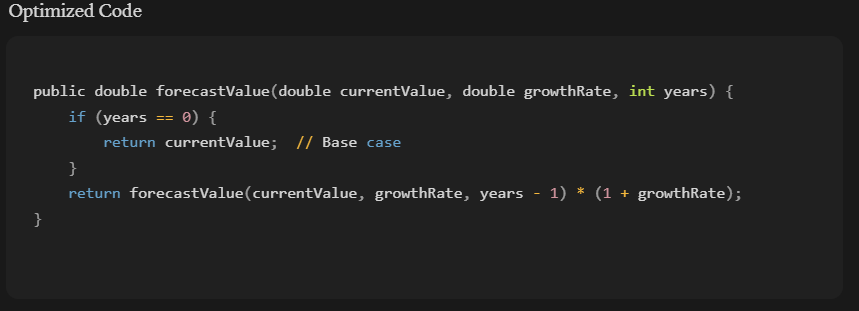 Optimized Code
public double forecastValue(double currentValue, double growthRate, int years) {
    if (years == 0) {
        return currentValue;  // Base case
    }
    return forecastValue(currentValue, growthRate, years - 1) * (1 + growthRate);
}